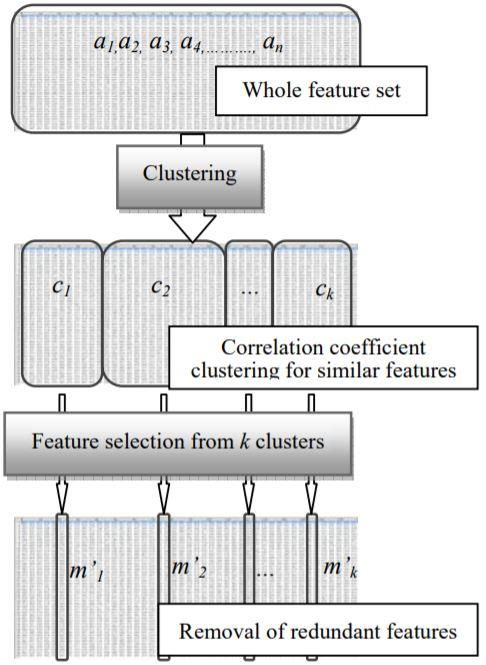 a1,a2, a3, a4,.........., an
Whole feature set
Clustering
c1 c2 ... ck
Correlation coefficient
clustering for similar features
Feature selection from k clusters
m’1 m’2 ... m’k
Removal of redundant features